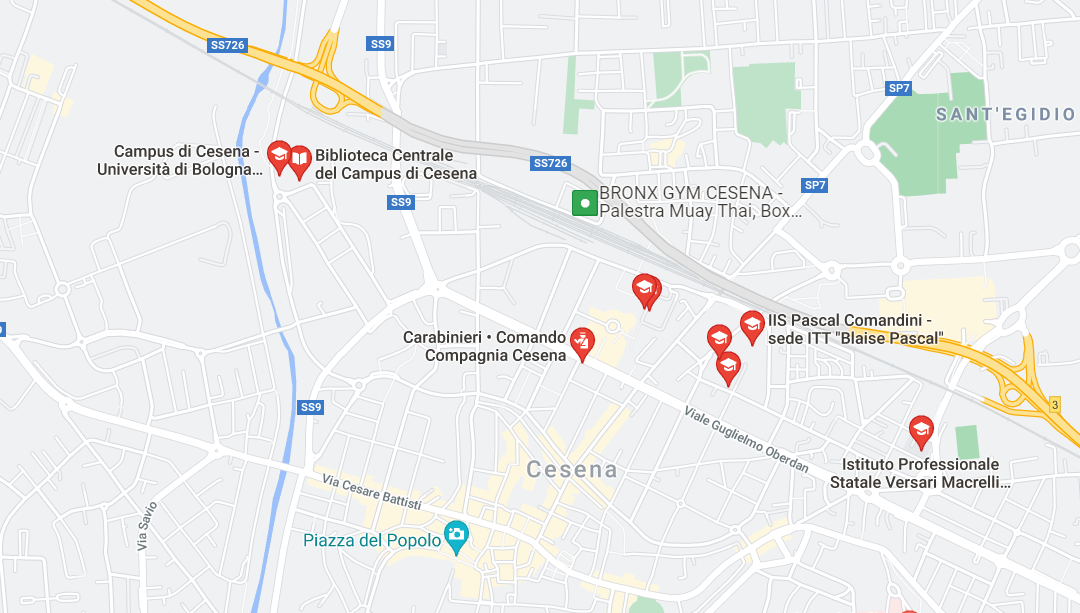 SS726
SS9
SP7
SANT'EGIDIO
Campus di Cesena -
Università di Bologna...
Biblioteca Centrale
del Campus di Cesena
SS726
SP7
BRONX GYM CESENA -
Palestra Muay Thai, Box...
SS9
IIS Pascal Comandini -
sede ITT "Blaise Pascal"
Carabinieri • Comando
Compagnia Cesena
SS9
3
Viale Guglielmo Oberdan
Cesena
Istituto Professionale
Statale Versari Macrelli...
Via Cesare Battisti
Via Savio
Piazza del Popolo